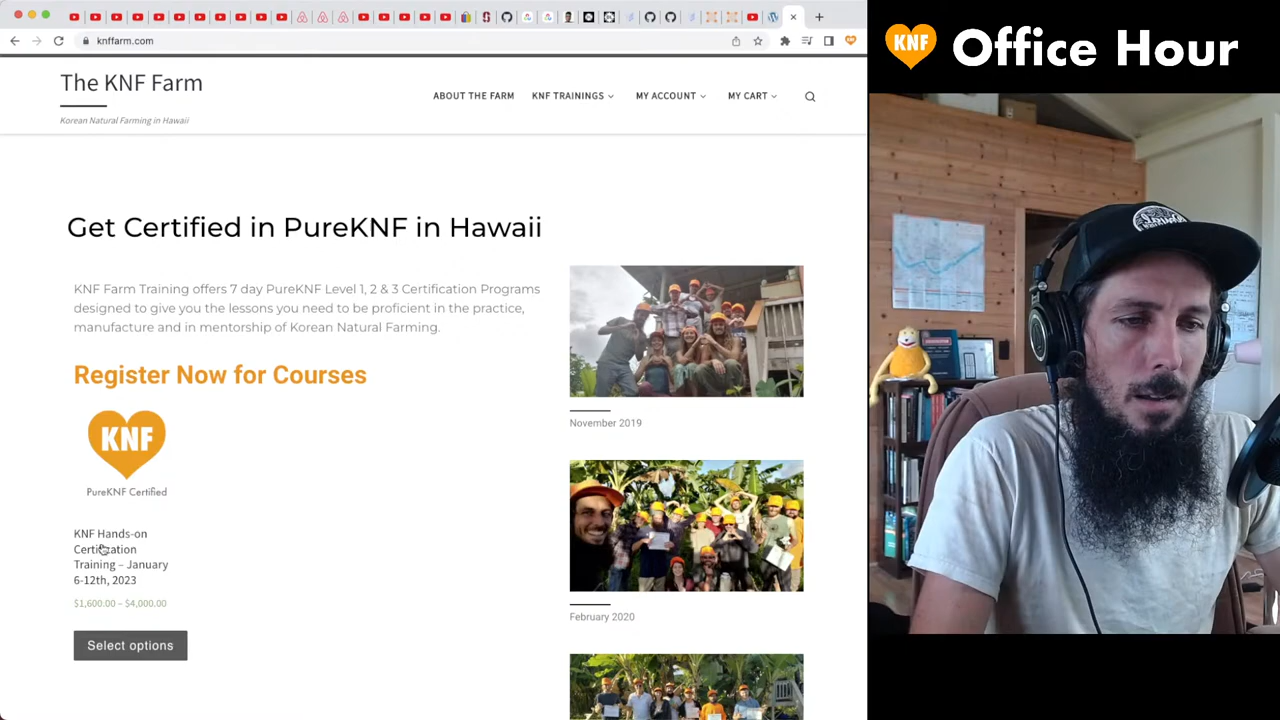 knffarm.com
The KNF Farm
Korean Natural Farming in Hawaii
ABOUT THE FARM
KNF TRAININGS
MY ACCOUNT
MY CART
Get Certified in PureKNF in Hawaii
KNF Farm Training offers 7 day PureKNF Level 1, 2 & 3 Certification Programs
designed to give you the lessons you need to be proficient in the practice,
manufacture and in mentorship of Korean Natural Farming.
Register Now for Courses
KNF
PureKNF Certified
KNF Hands-on
Certification
Training – January
6-12th, 2023
$1,600.00 – $4,000.00
Select options
November 2019
February 2020
KNF
Office Hour